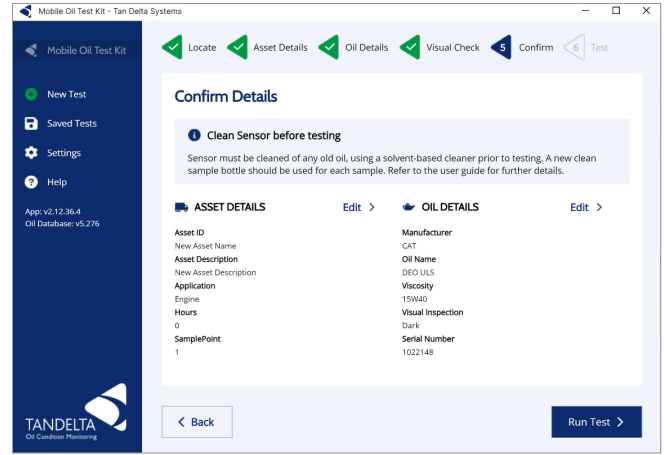 Mobile Oil Test Kit - Tan Delta Systems
Mobile Oil Test Kit
Locate
Asset Details
Oil Details
Visual Check
5
Confirm
6
Test
New Test
Saved Tests
Settings
Help
App: v2.12.36.4
Oil Database: v5.276
Confirm Details
Clean Sensor before testing
Sensor must be cleaned of any old oil, using a solvent-based cleaner prior to testing. A new clean
sample bottle should be used for each sample. Refer to the user guide for further details.
ASSET DETAILS
Edit >
Asset ID
New Asset Name
Asset Description
New Asset Description
Application
Engine
Hours
0
SamplePoint
1
OIL DETAILS
Edit >
Manufacturer
CAT
Oil Name
DEO ULS
Viscosity
15W40
Visual Inspection
Dark
Serial Number
1022148
TANDELTA
Oil Condition Monitoring
< Back
Run Test >